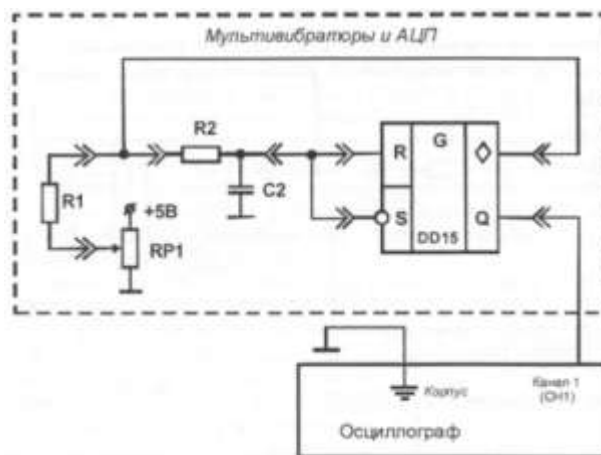 Мультивибраторы и АЦП
R2
R
G
C2
R1
+5В
S
Q
RP1
DD15
Корпус
Канал 1
(CH1)
Осциллограф